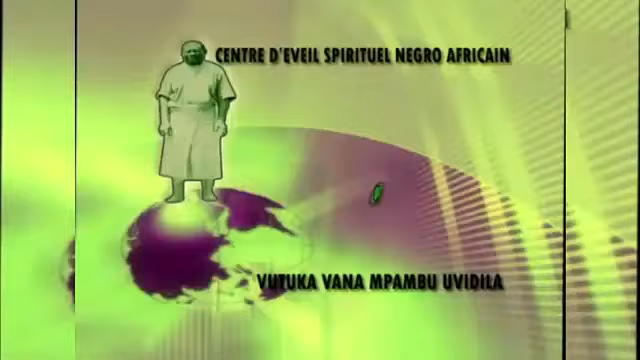 CENTRE D'EVEIL SPIRITUEL NEGRO AFRICAIN
VUTUKA VANA MPAMBU UVIDILA